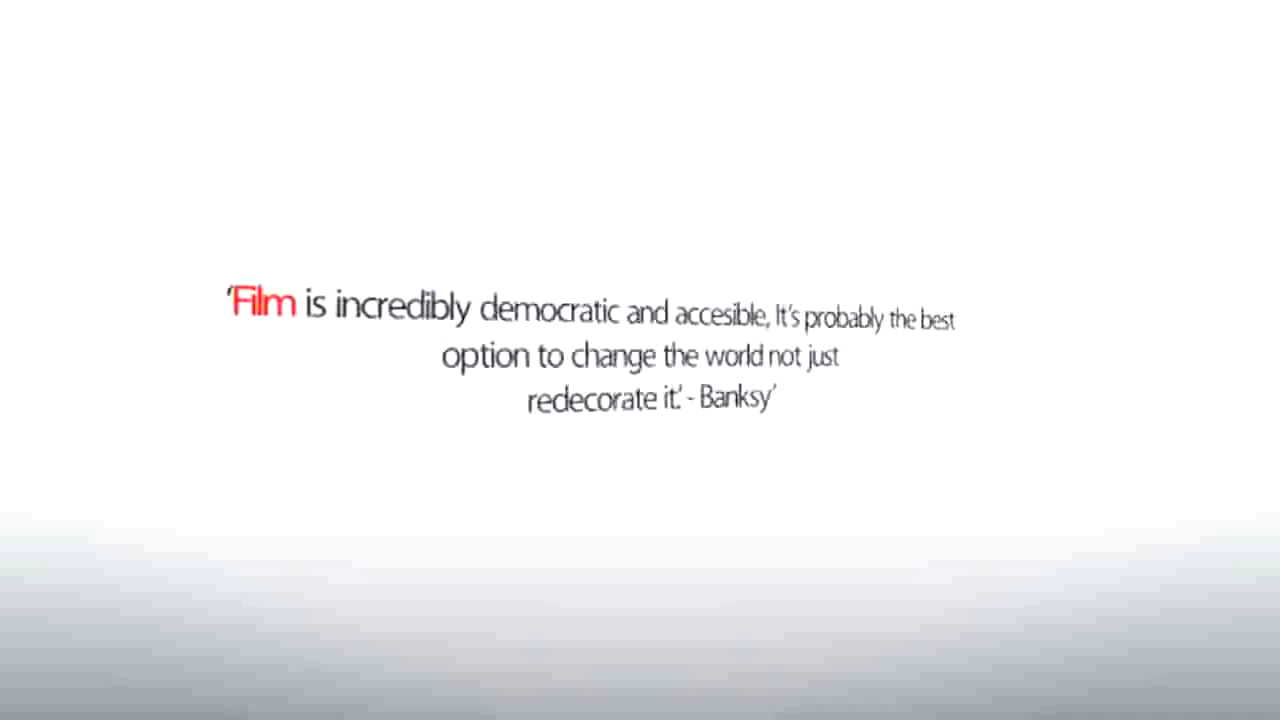 ‘Film is incredibly democratic and accesible, It’s probably the best
option to change the world not just
redecorate it.’ - Banksy’